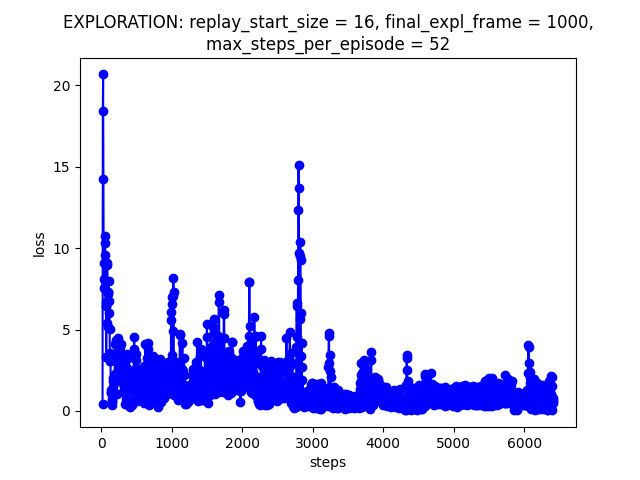 EXPLORATION: replay_start_size = 16, final_expl_frame = 1000,
max_steps_per_episode = 52
20
15
10
5
0
loss
0 1000 2000 3000 4000 5000 6000
steps